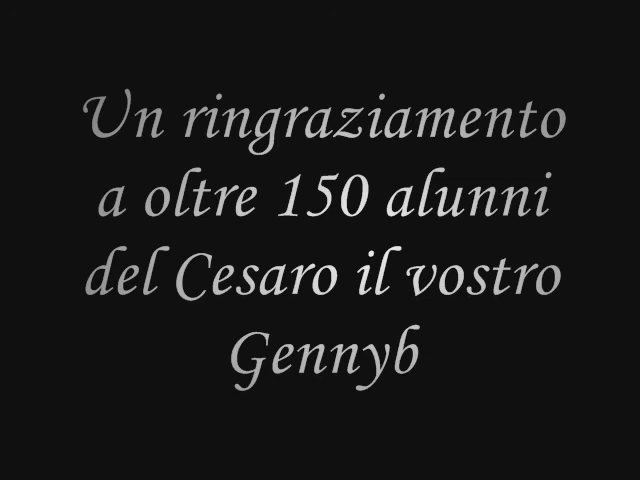 Un ringraziamento
a oltre 150 alunni
del Cesaro il vostro
Gennyb